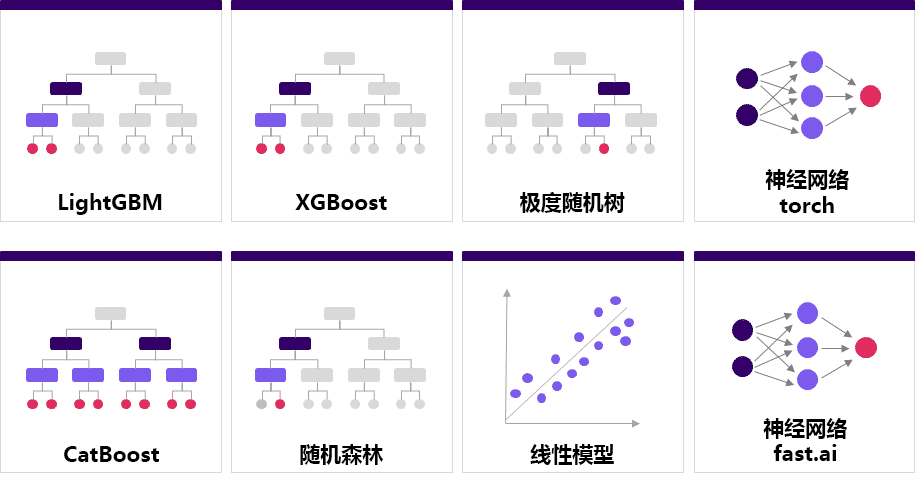 LightGBM
XGBoost
极度随机树
神经网络
torch
CatBoost
随机森林
线性模型
神经网络
fast.ai